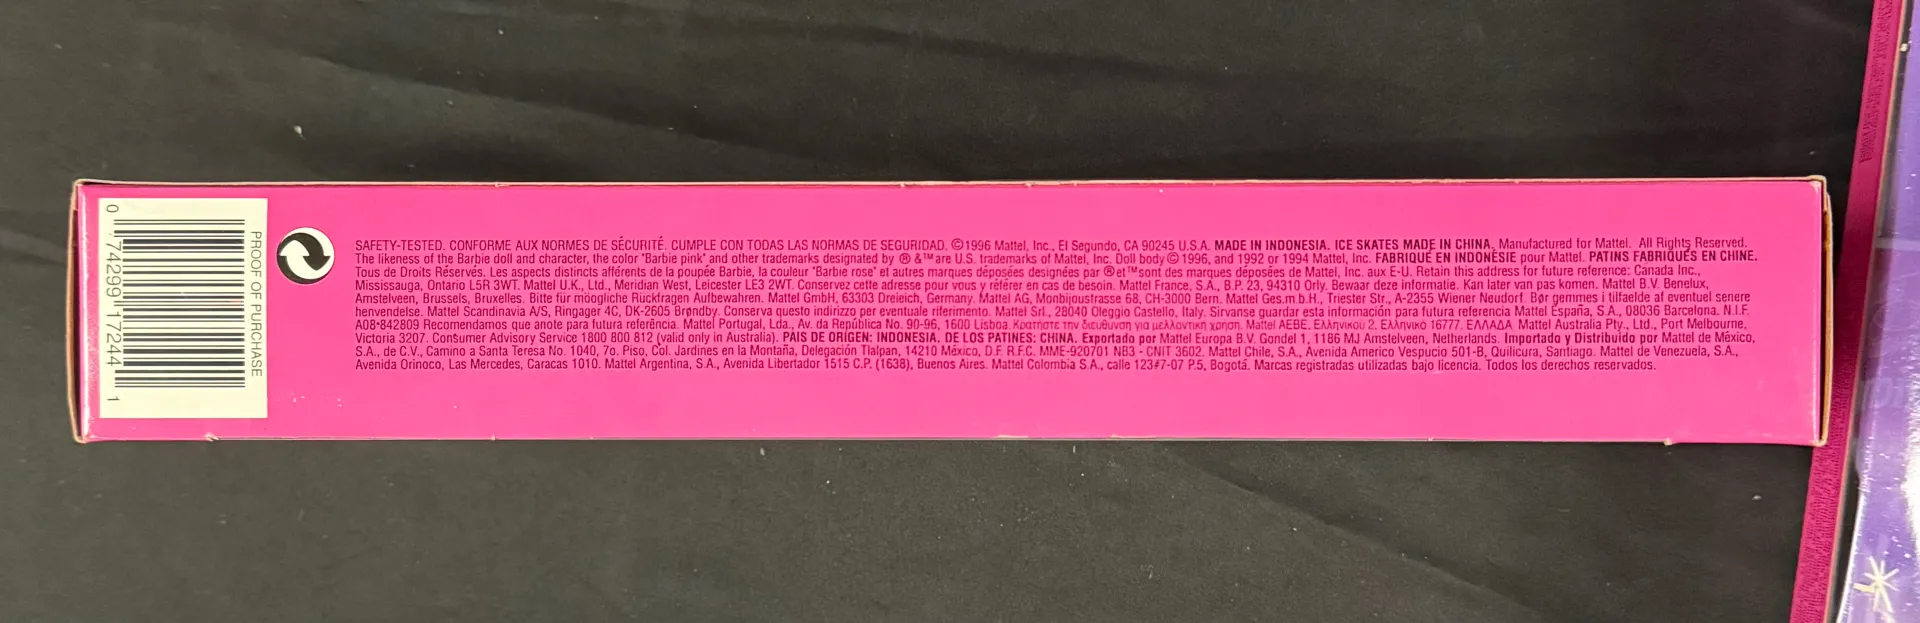 0 74299 17244 1
PROOF OF PURCHASE
SAFETY-TESTED. CONFORME AUX NORMES DE SÉCURITÉ. CUMPLE CON TODAS LAS NORMAS DE SEGURIDAD. ©1996 Mattel, Inc., El Segundo, CA 90245 U.S.A. MADE IN INDONESIA. ICE SKATES MADE IN CHINA. Manufactured for Mattel. All Rights Reserved.
The likeness of the Barbie doll and character, the color "Barbie pink" and other trademarks designated by ® &™ are U.S. trademarks of Mattel, Inc. Doll body © 1996, and 1992 or 1994 Mattel, Inc. FABRIQUÉ EN INDONÉSIE pour Mattel. PATINS FABRIQUÉS EN CHINE.
Tous de Droits Réservés. Les aspects distincts afférents de la poupée Barbie, la couleur "Barbie rose" et autres marques déposées designées par ® et ™ sont des marques déposées de Mattel, Inc. aux E-U. Retain this address for future reference: Canada Inc.,
Mississauga, Ontario L5R 3WT. Mattel U.K., Ltd., Meridian West, Leicester LE3 2WT. Conservez cette adresse pour vous y référer en cas de besoin. Mattel France, S.A., B.P. 23, 94310 Orly. Bewaar deze informatie. Kan later van pas komen. Mattel B.V. Benelux,
Amstelveen, Brussels, Bruxelles. Bitte für möogliche Rückfragen Aufbewahren. Mattel GmbH, 63303 Dreieich, Germany. Mattel AG, Monbijoustrasse 68, CH-3000 Bern. Mattel Ges.m.b.H., Triester Str., A-2355 Wiener Neudorf. Bør gemmes i tilfaelde af eventuel senere
henvendelse. Mattel Scandinavia A/S, Ringager 4C, DK-2605 Brøndby. Conserva questo indirizzo per eventuale riferimento. Mattel Srl., 28040 Oleggio Castello, Italy. Sirvanse guardar esta información para futura referencia Mattel España, S.A., 08036 Barcelona. N.I.F.
A08-842809 Recomendamos que anote para futura referência. Mattel Portugal, Lda., Av. da República No. 90-96, 1600 Lisboa. Κρατήστε την διεύθυνση για μελλοντική χρήση. Mattel AEBE. Ελληνικού 2, Ελληνικό 16777. ΕΛΛΑΔΑ. Mattel Australia Pty., Ltd., Port Melbourne,
Victoria 3207. Consumer Advisory Service 1800 800 812 (valid only in Australia). PAIS DE ORIGEN: INDONESIA. DE LOS PATINES: CHINA. Exportado por Mattel Europa B.V. Gondel 1, 1186 MJ Amstelveen, Netherlands. Importado y Distribuido por Mattel de México,
S.A., de C.V., Camino a Santa Teresa No. 1040, 7o. Piso, Col. Jardines en la Montaña, Delegación Tlalpan, 14210 México, D.F. R.F.C. MME-920701 NB3 - CNIT 3602. Mattel Chile, S.A., Avenida Americo Vespucio 501-B, Quilicura, Santiago. Mattel de Venezuela, S.A.,
Avenida Orinoco, Las Mercedes, Caracas 1010. Mattel Argentina, S.A., Avenida Libertador 1515 C.P. (1638), Buenos Aires. Mattel Colombia S.A., calle 123#7-07 P.5, Bogotá. Marcas registradas utilizadas bajo licencia. Todos los derechos reservados.